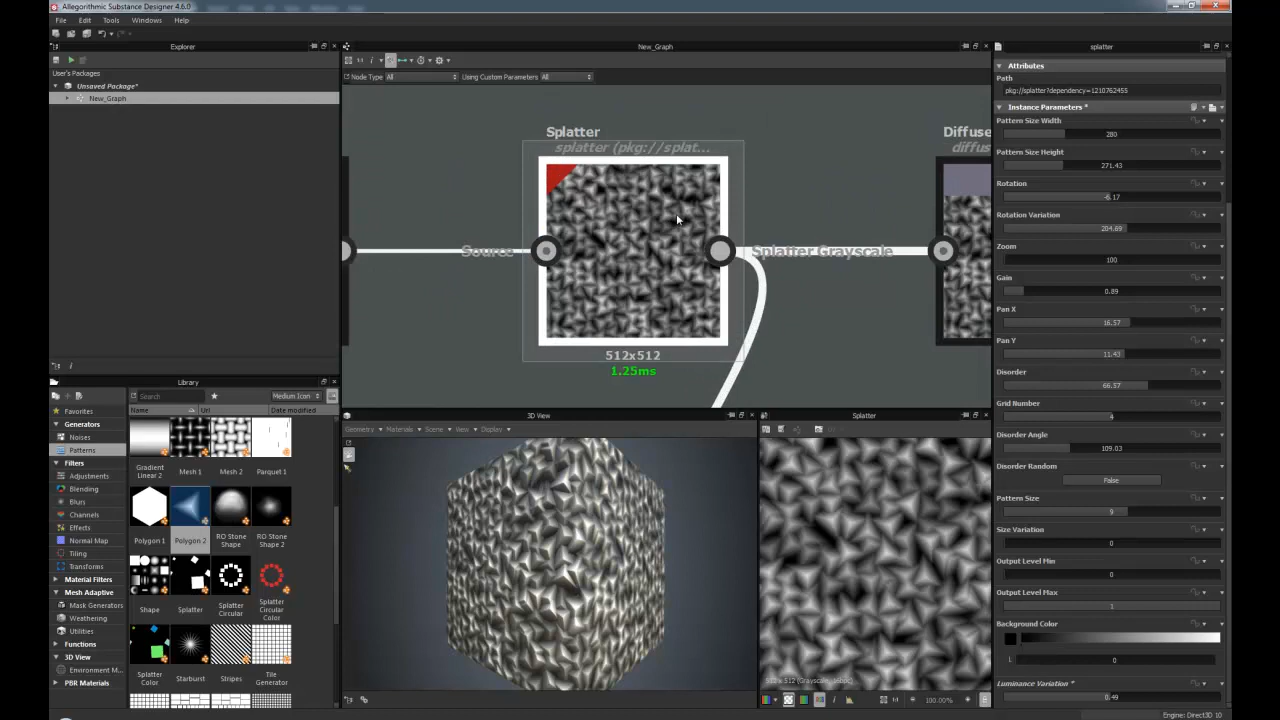 Allegorithmic Substance Designer 4.6.0
File Edit Tools Windows Help
Explorer
User's Packages
Unsaved Package*
New_Graph
Library
Search
Medium Icon
Name Url Date modified
Favorites
Generators
Noises
Patterns
Filters
Adjustments
Blending
Blurs
Channels
Effects
Normal Map
Tiling
Transforms
Material Filters
Mesh Adaptive
Mask Generators
Weathering
Utilities
Functions
3D View
Environment M...
PBR Materials
Gradient Linear 2
Mesh 1
Mesh 2
Parquet 1
Polygon 1
Polygon 2
RO Stone Shape
RO Stone Shape 2
Shape
Splatter
Splatter Circular
Splatter Circular Color
Splatter Color
Starburst
Stripes
Tile Generator
New_Graph
Node Type All Using Custom Parameters All
Splatter
splatter (pkg://splat...
Source
Splatter Grayscale
512x512
1.25ms
Diffuse
diffus
3D View
Geometry Materials Scene View Display
Splatter
512 x 512 (Grayscale, 16bpc)
100.00%
splatter
Attributes
Path
pkg://splatter?dependency=1210762455
Instance Parameters *
Pattern Size Width
280
Pattern Size Height
271.43
Rotation
-6.17
Rotation Variation
204.69
Zoom
100
Gain
0.89
Pan X
16.57
Pan Y
11.43
Disorder
66.57
Grid Number
4
Disorder Angle
109.03
Disorder Random
False
Pattern Size
9
Size Variation
0
Output Level Min
0
Output Level Max
1
Background Color
L 0
Luminance Variation *
0.49
Engine: Direct3D 10